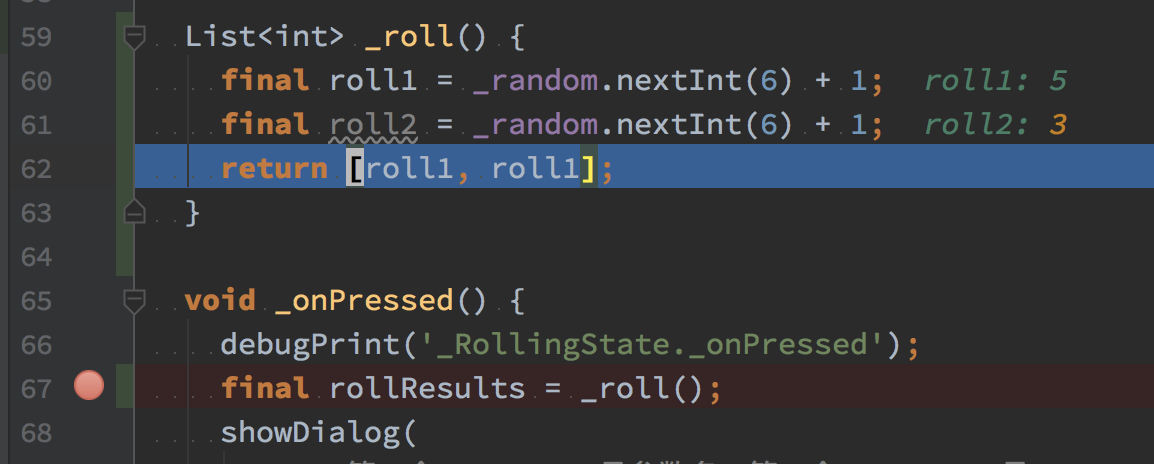 59 List<int> _roll() {
60 final roll1 = _random.nextInt(6) + 1; roll1: 5
61 final roll2 = _random.nextInt(6) + 1; roll2: 3
62 return [roll1, roll1];
63 }
64
65 void _onPressed() {
66 debugPrint('_RollingState._onPressed');
67 final rollResults = _roll();
68 showDialog(